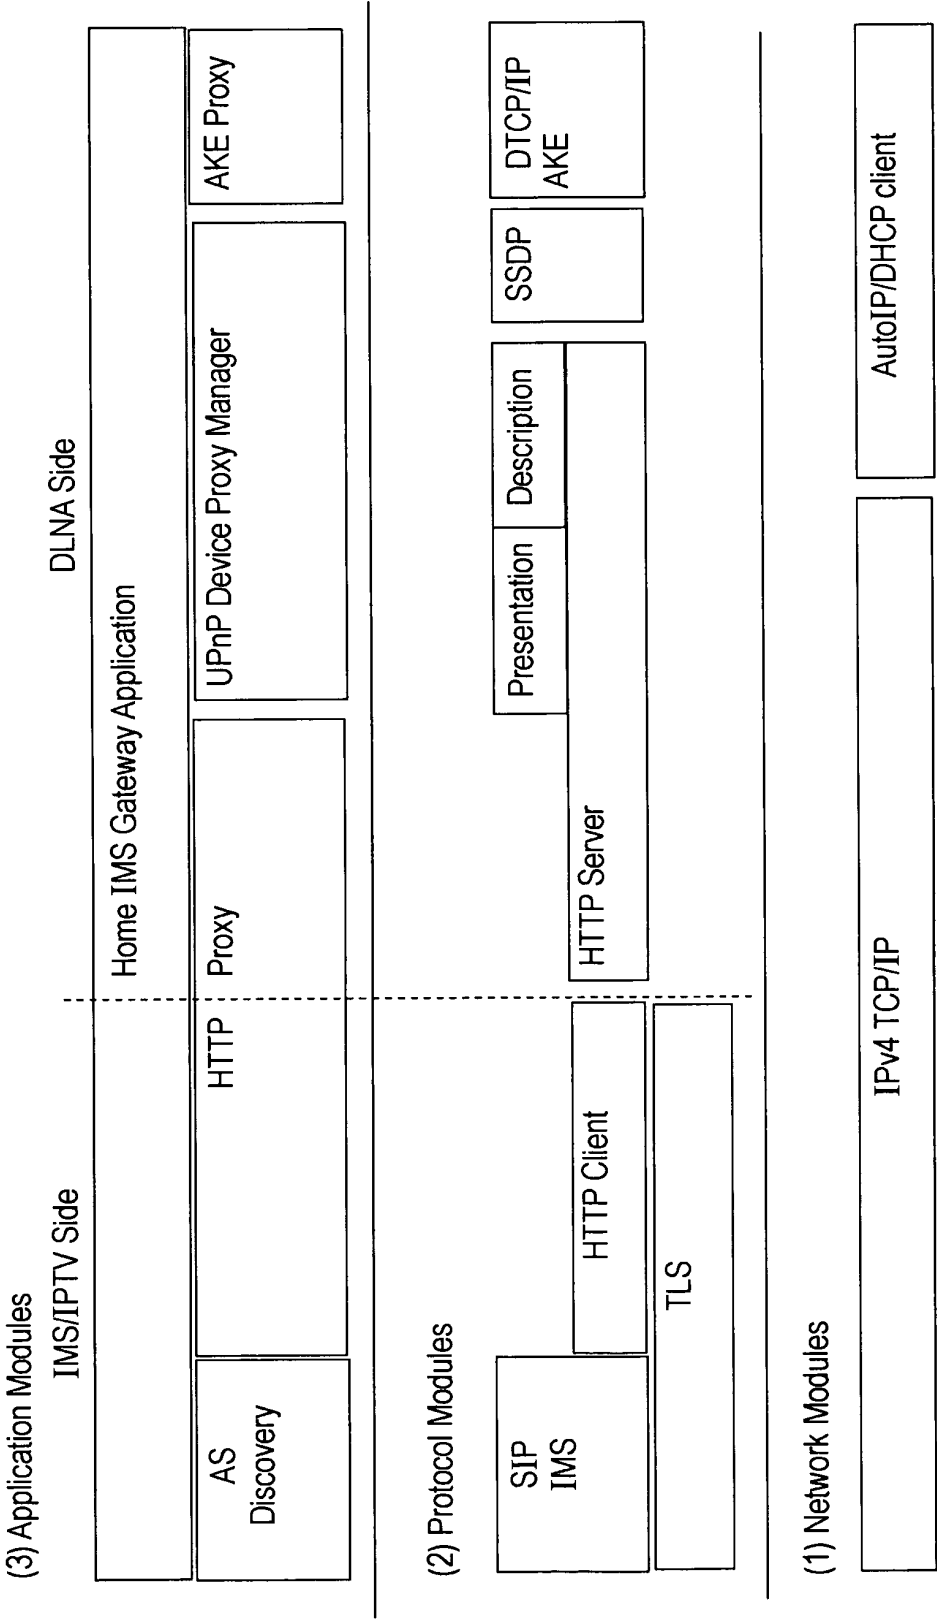 (3) Application Modules
IMS/IPTV Side
DLNA Side
Home IMS Gateway Application
AS
Discovery
HTTP Proxy
UPnP Device Proxy Manager
AKE Proxy
(2) Protocol Modules
SIP
IMS
HTTP Client
TLS
HTTP Server
Presentation
Description
SSDP
DTCP/IP
AKE
(1) Network Modules
IPv4 TCP/IP
AutoIP/DHCP client